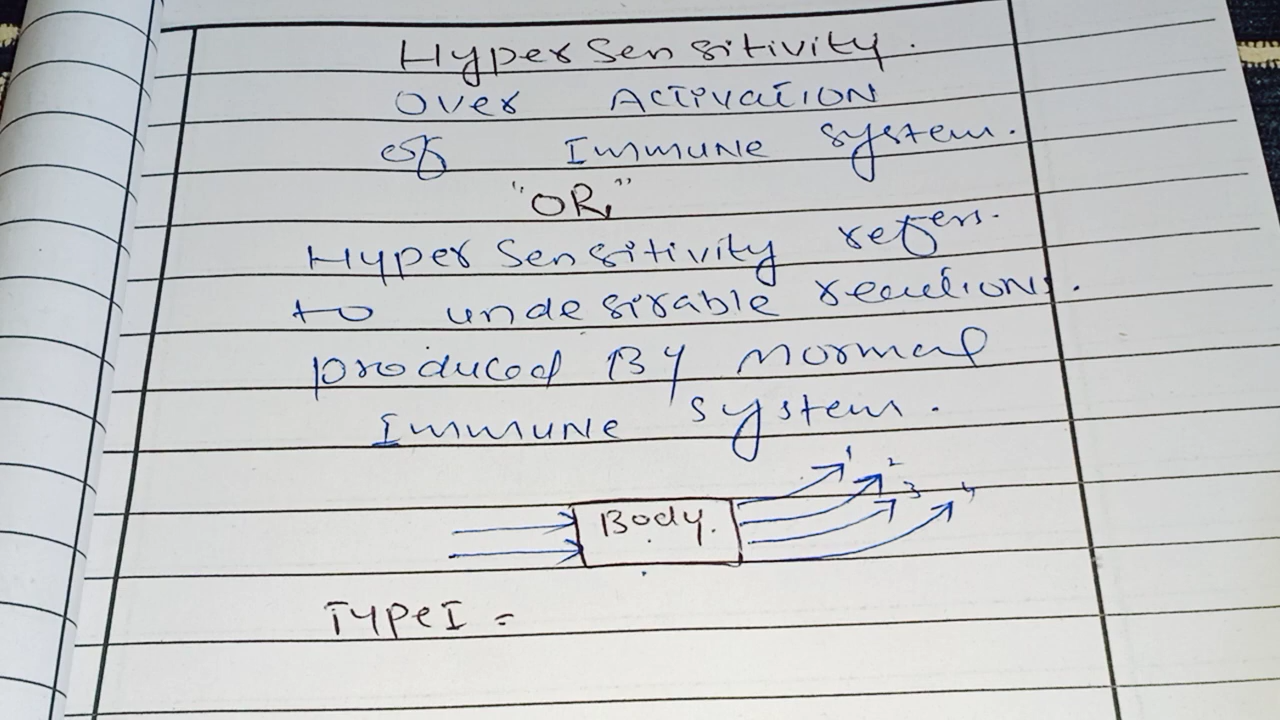 HyperSensitivity.
Over Activation
of Immune system.
"OR,"
HyperSensitivity refers.
to undesirable reactions.
produced By normal
Immune system.
1 2 3 4
Body.
Type I =